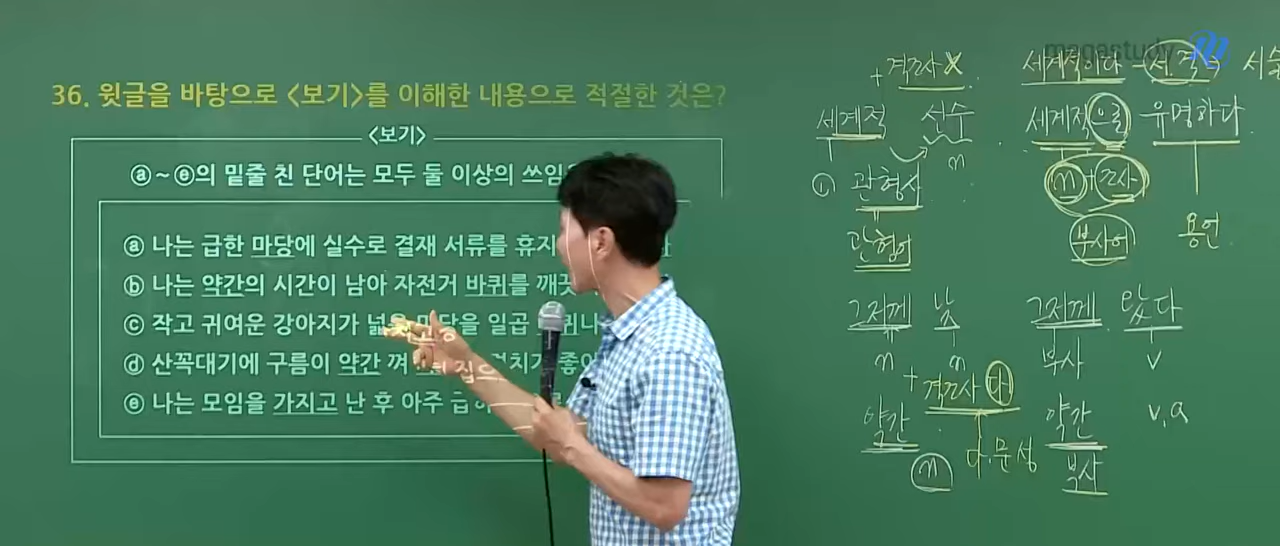 megastudy
36. 윗글을 바탕으로 <보기>를 이해한 내용으로 적절한 것은?
<보기>
ⓐ~ⓔ의 밑줄 친 단어는 모두 둘 이상의 쓰임을
ⓐ 나는 급한 마당에 실수로 결재 서류를 휴지
ⓑ 나는 약간의 시간이 남아 자전거 바퀴를 깨끗
ⓒ 작고 귀여운 강아지가 넓은 마당을 일곱
ⓓ 산꼭대기에 구름이 약간 껴
ⓔ 나는 모임을 가지고 난 후 아주 급하
+ 격조사 X 세계적이다
세계적 선수 세계적으로 유명하다
n
① 관형사 n + 조사
관형어 부사어 용언
그저께 낮 그저께 왔다
n n 부사 v
+ 격조사 다
약간 약간 v, a
n 다.문성 부사